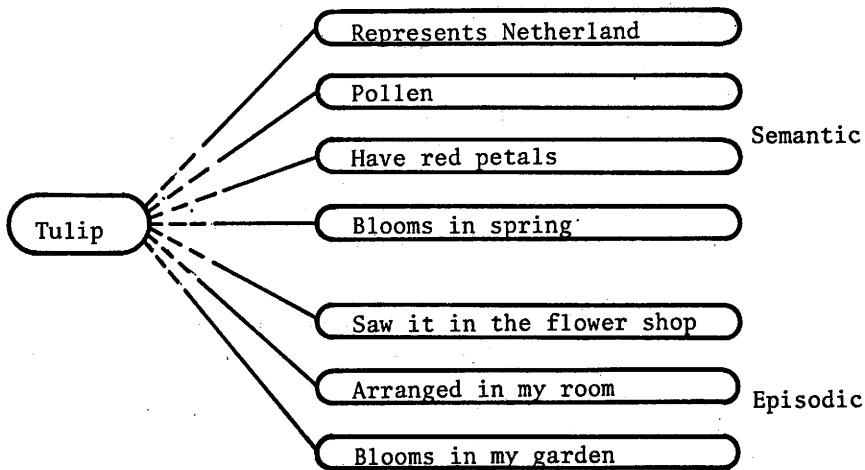 Represents Netherland
Pollen
Semantic
Have red petals
Tulip
Blooms in spring
Saw it in the flower shop
Arranged in my room
Episodic
Blooms in my garden